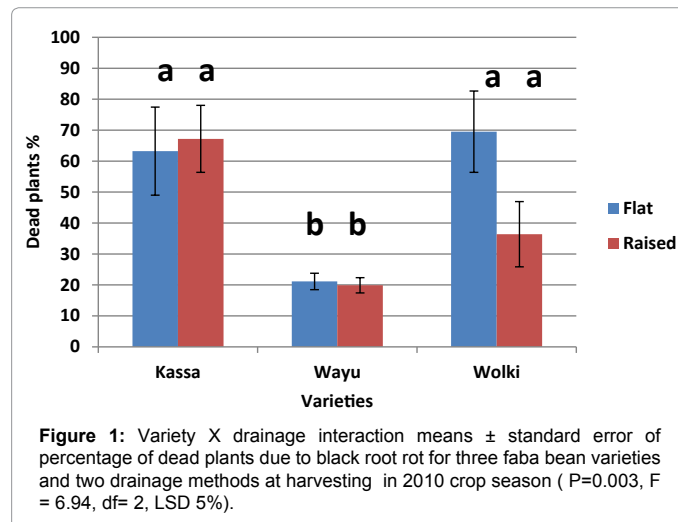 100
90
80
70
60
50
40
30
20
10
0
Dead plants %
a a
b b
a a
Kassa Wayu Wolki
Varieties
Flat
Raised
Figure 1: Variety X drainage interaction means ± standard error of
percentage of dead plants due to black root rot for three faba bean varieties
and two drainage methods at harvesting in 2010 crop season ( P=0.003, F
= 6.94, df= 2, LSD 5%).